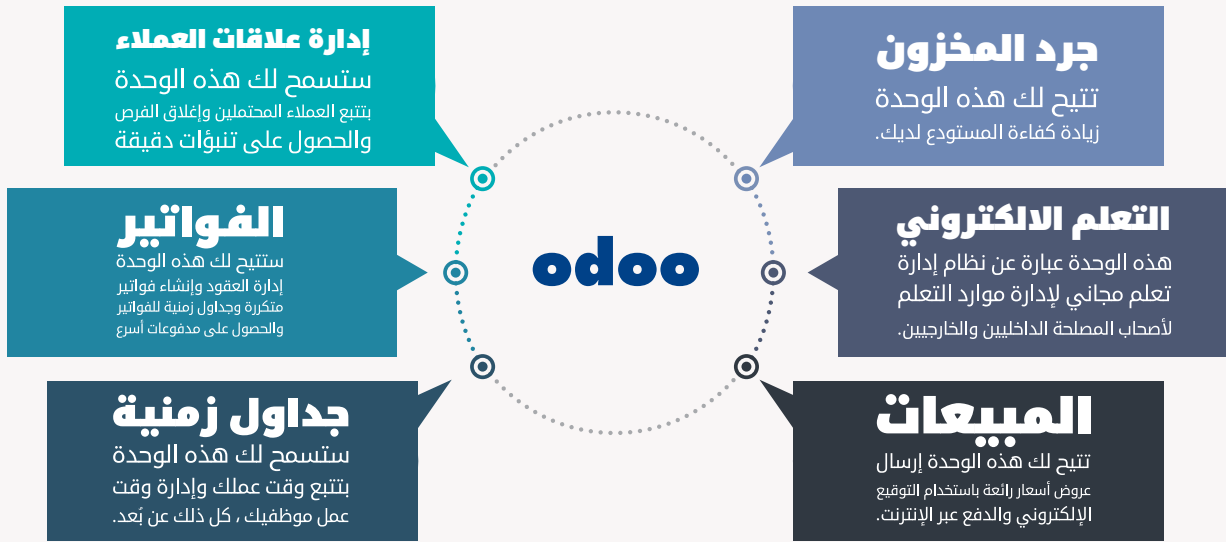 جرد المخزون
تتيح لك هذه الوحدة
زيادة كفاءة المستودع لديك.
إدارة علاقات العملاء
ستسمح لك هذه الوحدة
بتتبع العملاء المحتملين وإغلاق الفرص
والحصول على تنبؤات دقيقة
التعلم الالكتروني
هذه الوحدة عبارة عن نظام إدارة
تعلم مجاني لإدارة موارد التعلم
لأصحاب المصلحة الداخليين والخارجيين.
odoo
الفواتير
ستتيح لك هذه الوحدة
إدارة العقود وإنشاء فواتير
متكررة وجداول زمنية للفواتير
والحصول على مدفوعات أسرع
المبيعات
تتيح لك هذه الوحدة إرسال
عروض أسعار رائعة باستخدام التوقيع
الإلكتروني والدفع عبر الإنترنت.
جداول زمنية
ستسمح لك هذه الوحدة
بتتبع وقت عملك وإدارة وقت
عمل موظفيك ، كل ذلك عن بُعد.